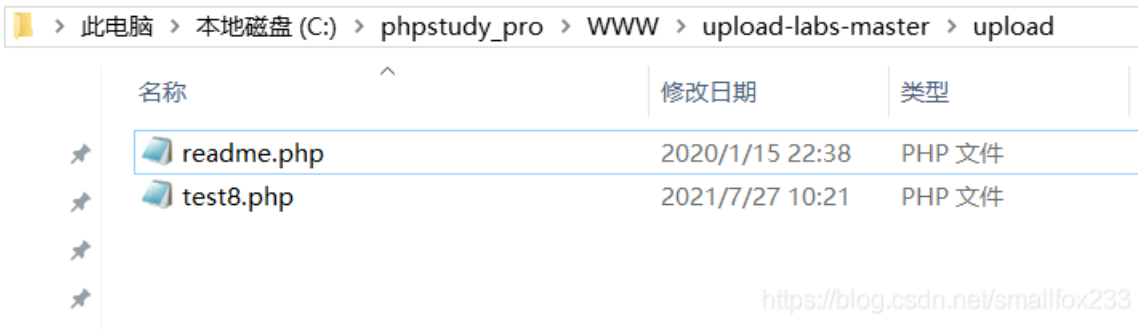 此电脑 > 本地磁盘 (C:) > phpstudy_pro > WWW > upload-labs-master > upload
名称 修改日期 类型
readme.php 2020/1/15 22:38 PHP 文件
test8.php 2021/7/27 10:21 PHP 文件
https://blog.csdn.net/smallfox233